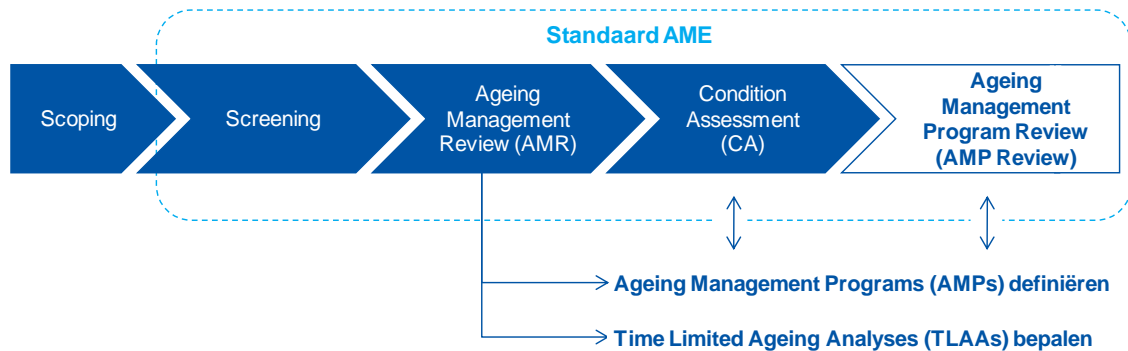 Standaard AME
Scoping
Screening
Ageing
Management
Review (AMR)
Condition
Assessment
(CA)
Ageing
Management
Program Review
(AMP Review)
Ageing Management Programs (AMPs) definiëren
Time Limited Ageing Analyses (TLAAs) bepalen